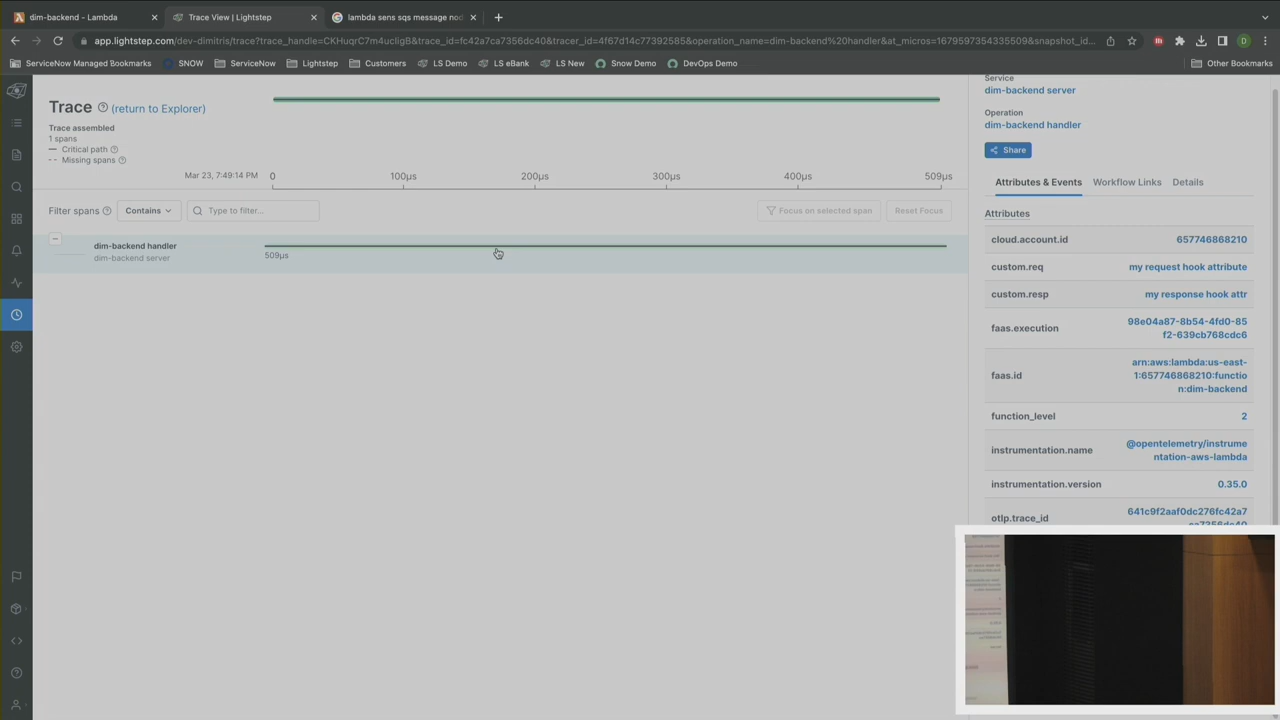 dim-backend - Lambda
Trace View | Lightstep
lambda sens sqs message nod
app.lightstep.com/dev-dimitris/trace?trace_handle=CKHuqrC7m4ucligB&trace_id=fc42a7ca7356dc40&tracer_id=4f67d14c77392585&operation_name=dim-backend%20handler&at_micros=1679597354335509&snapshot_id...
ServiceNow Managed Bookmarks
SNOW
ServiceNow
Lightstep
Customers
LS Demo
LS eBank
LS New
Snow Demo
DevOps Demo
Other Bookmarks
Trace (return to Explorer)
Trace assembled
1 spans
Critical path
Missing spans
Mar 23, 7:49:14 PM
0 100µs 200µs 300µs 400µs 509µs
Filter spans
Contains
Type to filter...
Focus on selected span
Reset Focus
dim-backend handler
dim-backend server
509µs
Service
dim-backend server
Operation
dim-backend handler
Share
Attributes & Events
Workflow Links
Details
Attributes
cloud.account.id 657746868210
custom.req my request hook attribute
custom.resp my response hook attr
faas.execution 98e04a87-8b54-4fd0-85
f2-639cb768cdc6
faas.id arn:aws:lambda:us-east-
1:657746868210:functio
n:dim-backend
function_level 2
instrumentation.name @opentelemetry/instrume
ntation-aws-lambda
instrumentation.version 0.35.0
otlp.trace_id 641c9f2aaf0dc276fc42a7
ca7356dc40